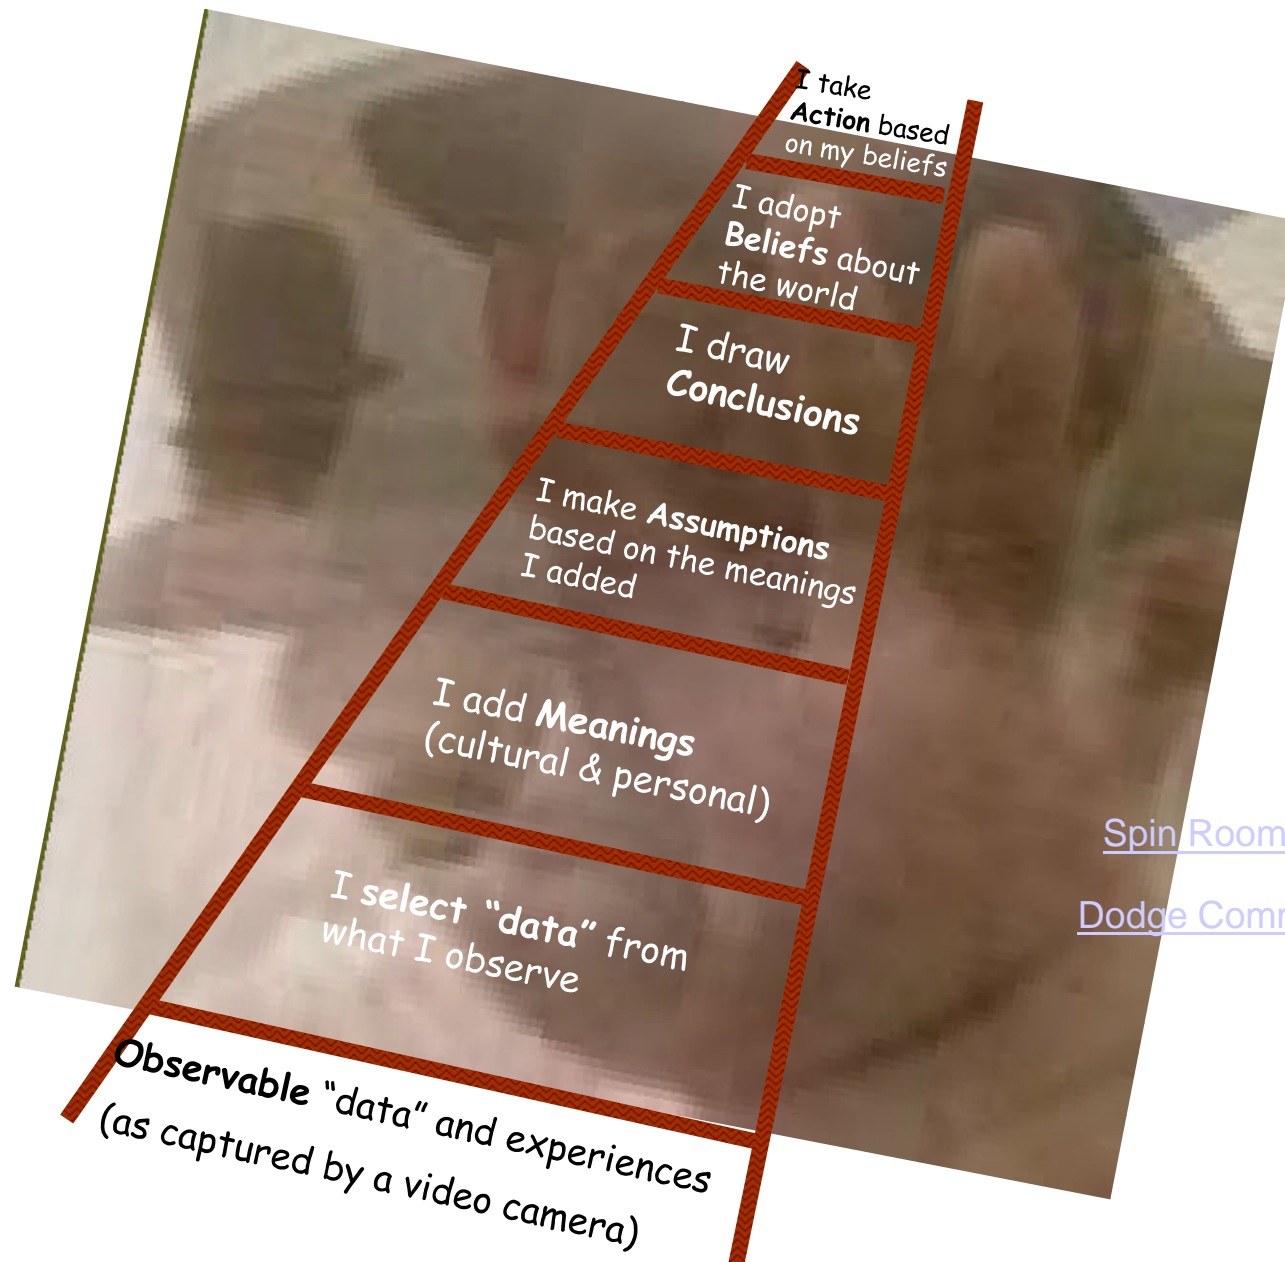 I take
Action based
on my beliefs
I adopt
Beliefs about
the world
I draw
Conclusions
I make Assumptions
based on the meanings
I added
I add Meanings
(cultural & personal)
Spin Room
I select “data” from
what I observe
Dodge
Observable “data” and experiences
(as captured by a video camera)